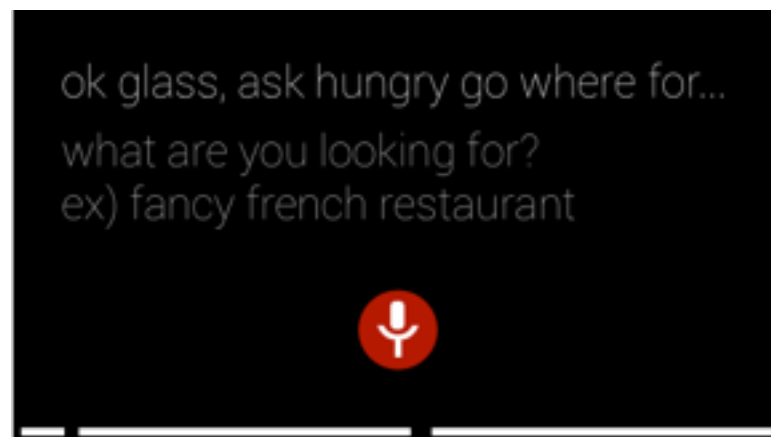 ok glass, ask hungry go where for...
what are you looking for?
ex) fancy french restaurant